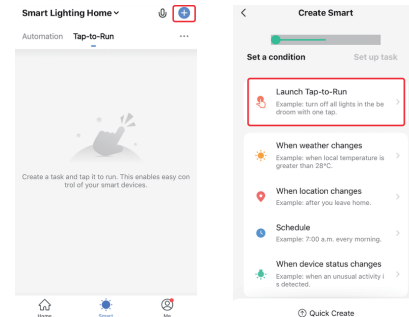 Smart Lighting Home
Automation Tap-to-Run
Create a task and tap it to run. This enables easy con
trol of your smart devices.
Home Smart Me
Create Smart
Set a condition Set up task
Launch Tap-to-Run
Example: turn off all lights in the be
droom with one tap.
When weather changes
Example: when local temperature is
greater than 28°C.
When location changes
Example: after you leave home.
Schedule
Example: 7:00 a.m. every morning.
When device status changes
Example: when an unusual activity i
s detected.
Quick Create